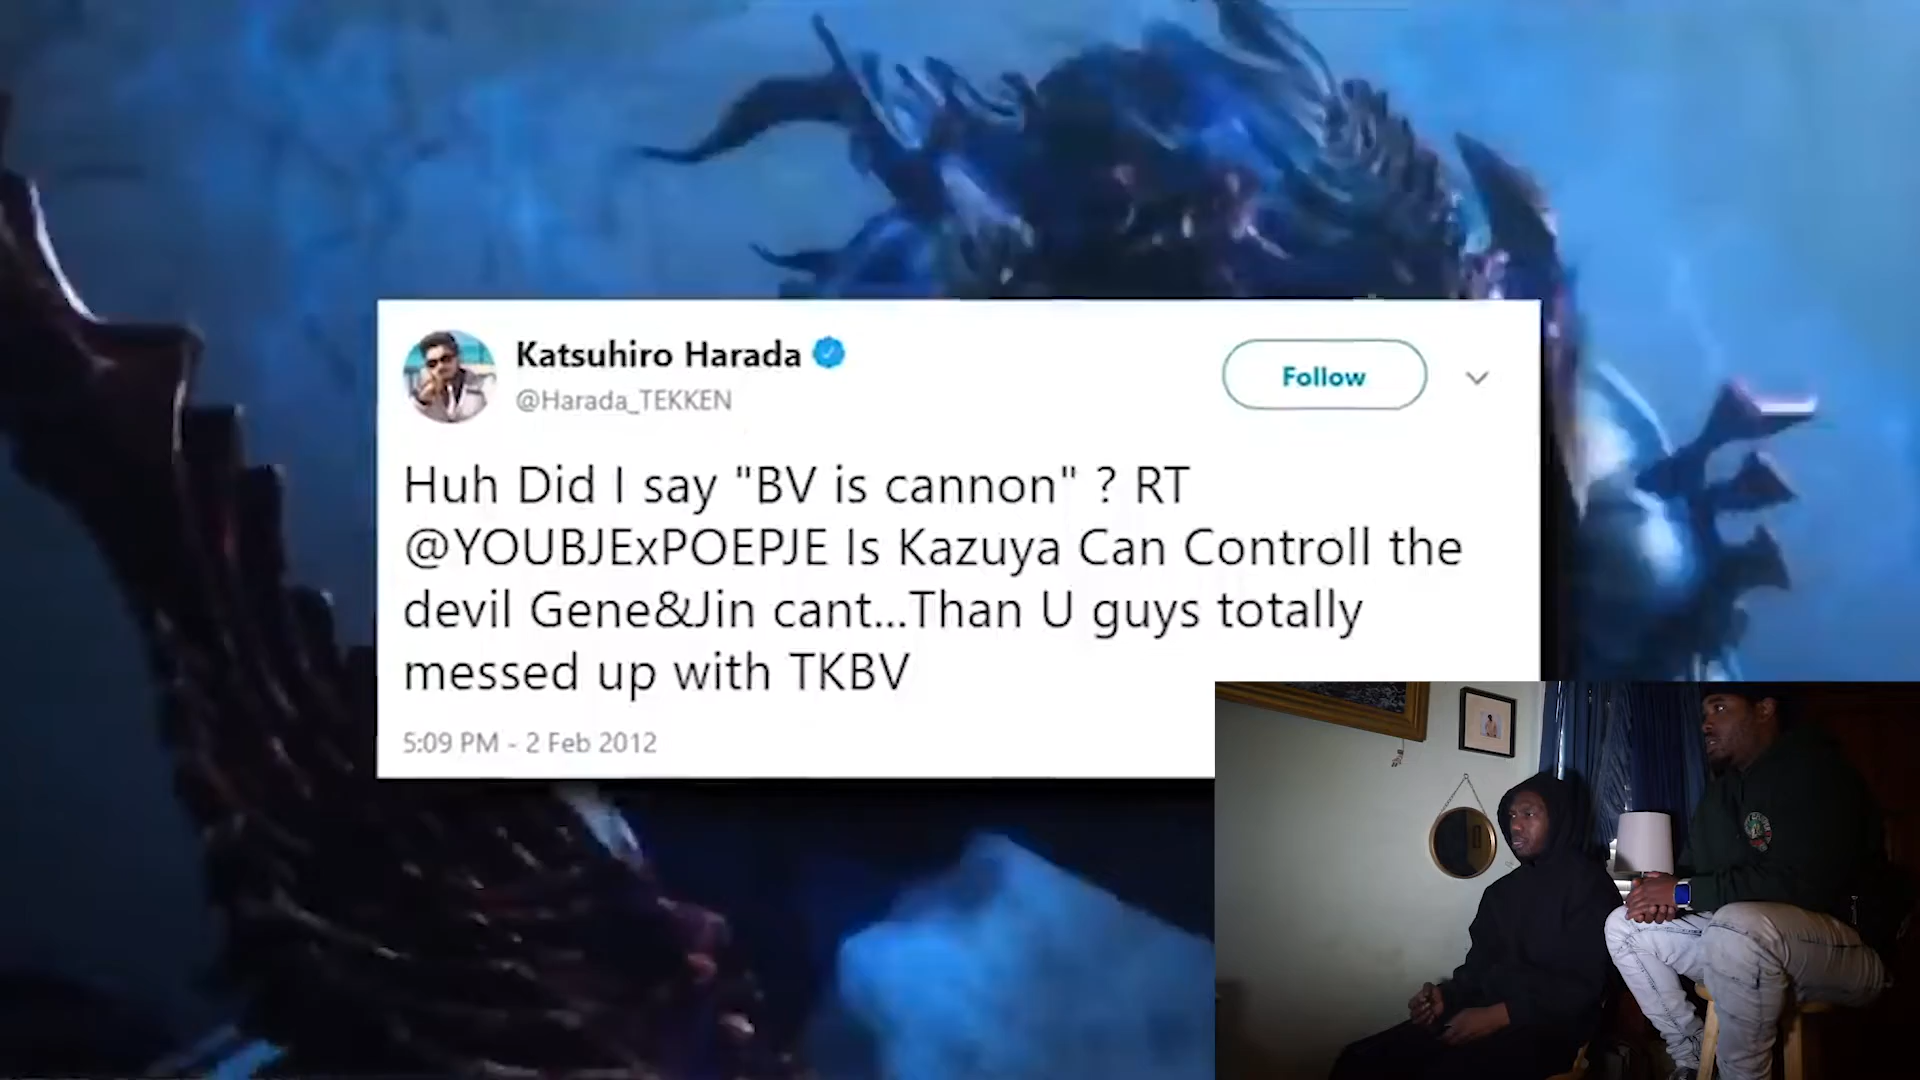 Katsuhiro Harada
@Harada_TEKKEN
Follow
Huh Did I say "BV is cannon" ? RT
@YOUBJExPOEPJE Is Kazuya Can Controll the
devil Gene&Jin cant...Than U guys totally
messed up with TKBV
5:09 PM - 2 Feb 2012